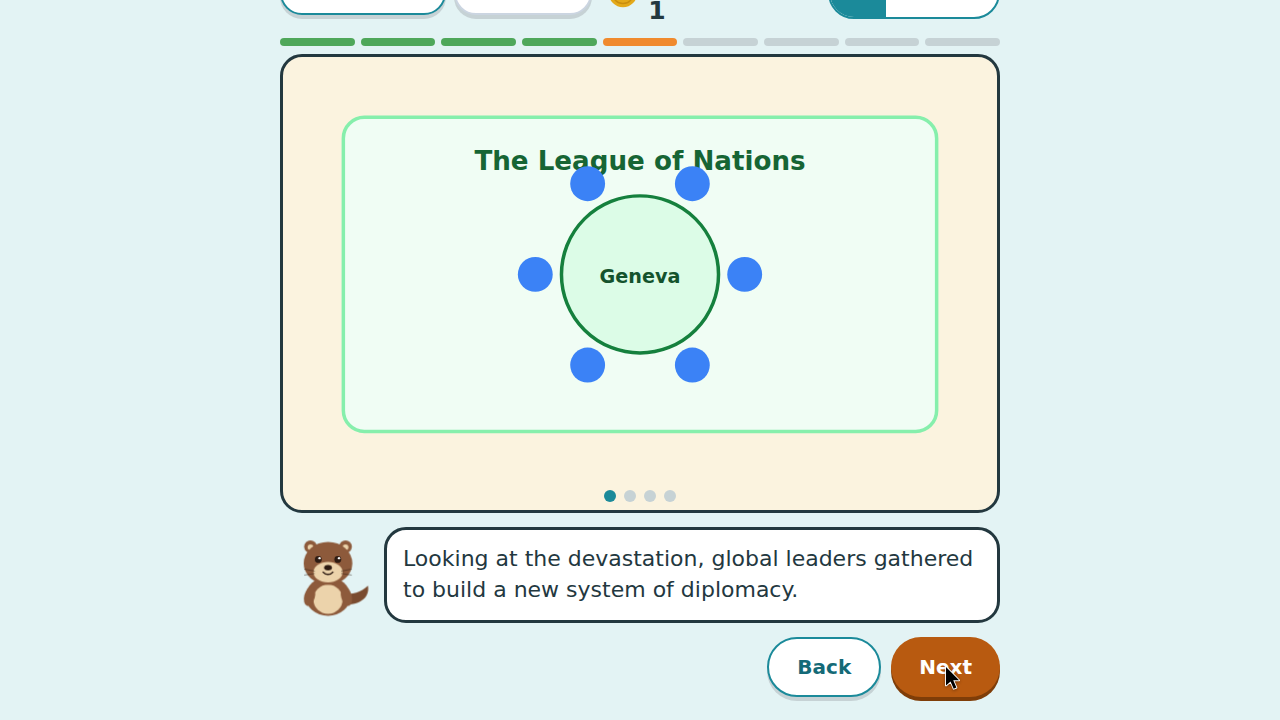 1
The League of Nations
Geneva
Looking at the devastation, global leaders gathered
to build a new system of diplomacy.
Back
Next